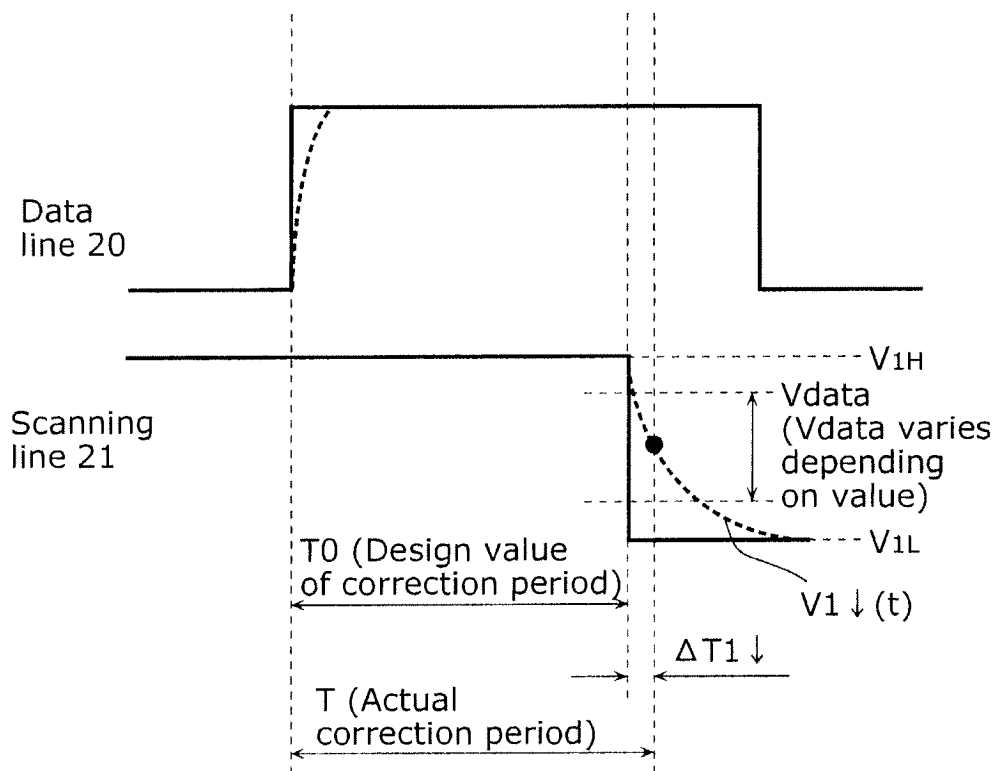 Data
line 20
V1H
Scanning
line 21
Vdata
(Vdata varies
depending
on value)
V1L
T0 (Design value
of correction period)
V1↓(t)
ΔT1↓
T (Actual
correction period)